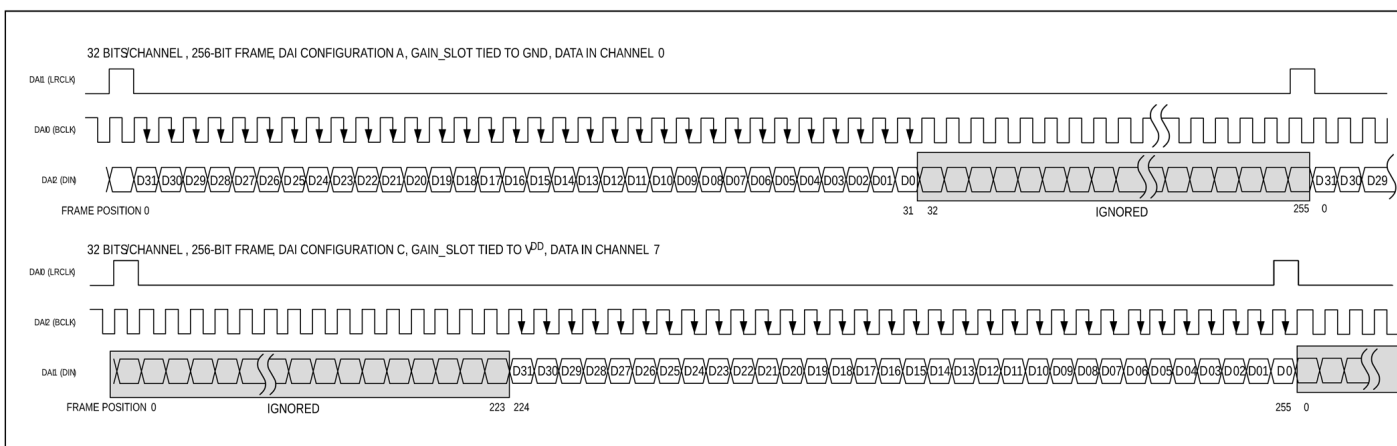 32 BITS/CHANNEL , 256-BIT FRAME, DAI CONFIGURATION A, GAIN_SLOT TIED TO GND, DATA IN CHANNEL 0
DAI1 (LRCLK)
DAI0 (BCLK)
DAI2 (DIN) D31 D30 D29 D28 D27 D26 D25 D24 D23 D22 D21 D20 D19 D18 D17 D16 D15 D14 D13 D12 D11 D10 D09 D08 D07 D06 D05 D04 D03 D02 D01 D0 D31 D30 D29
FRAME POSITION 0 31 32 IGNORED 255 0
32 BITS/CHANNEL , 256-BIT FRAME, DAI CONFIGURATION C, GAIN_SLOT TIED TO VDD, DATA IN CHANNEL 7
DAI0 (LRCLK)
DAI2 (BCLK)
DAI1 (DIN) D31 D30 D29 D28 D27 D26 D25 D24 D23 D22 D21 D20 D19 D18 D17 D16 D15 D14 D13 D12 D11 D10 D09 D08 D07 D06 D05 D04 D03 D02 D01 D0
FRAME POSITION 0 IGNORED 223 224 255 0